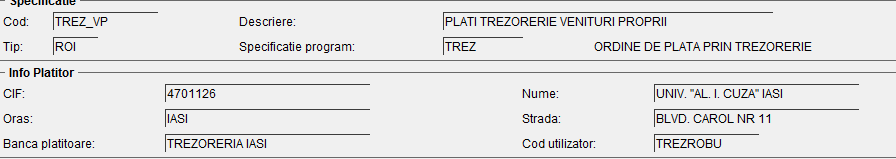 Specificatie
Cod: TREZ_VP Descriere: PLATI TREZORERIE VENITURI PROPRII
Tip: ROI Specificatie program: TREZ ORDINE DE PLATA PRIN TREZORERIE
Info Platitor
CIF: 4701126 Nume: UNIV. "AL. I. CUZA" IASI
Oras: IASI Strada: BLVD. CAROL NR 11
Banca platitoare: TREZORERIA IASI Cod utilizator: TREZROBU